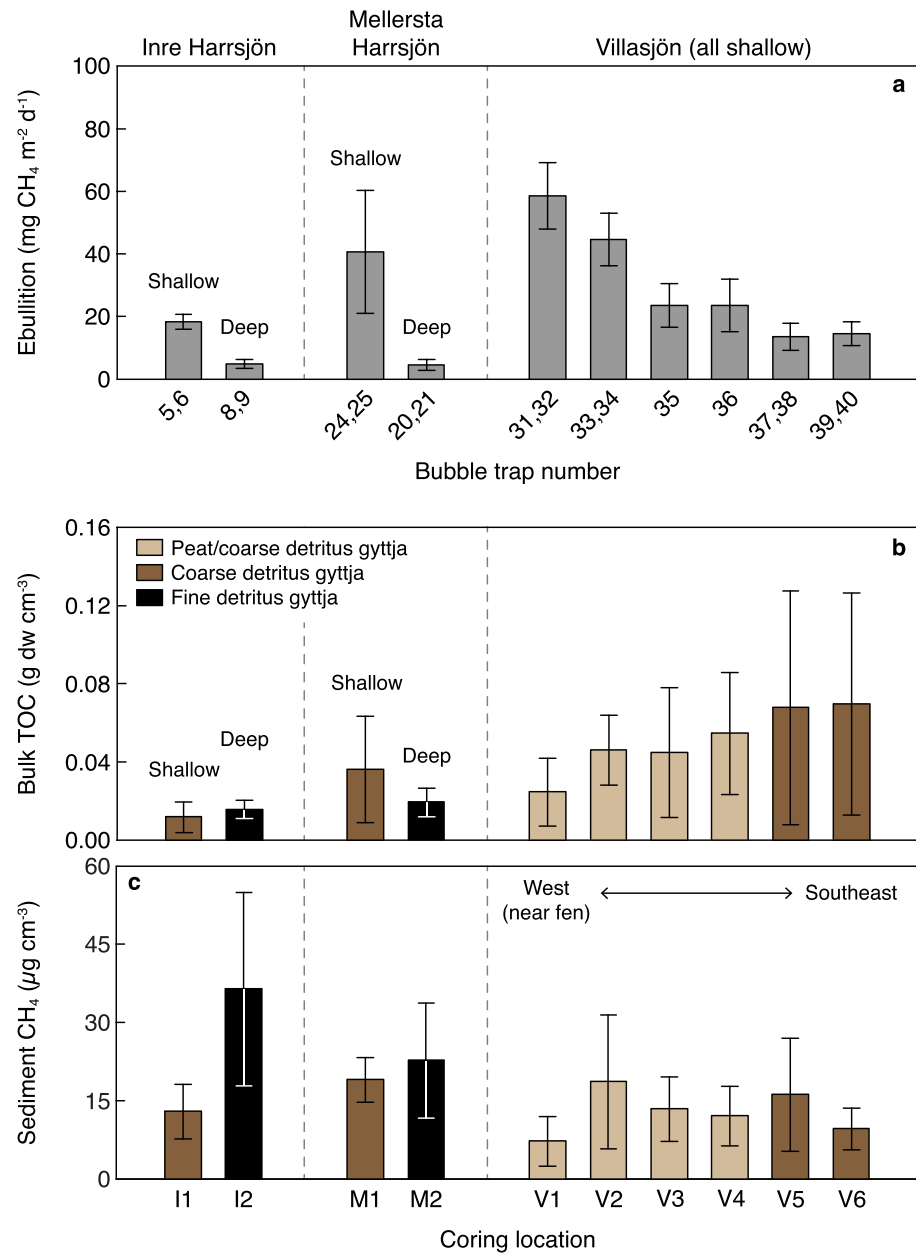 Inre Harrsjön
Mellersta
Harrsjön
Villasjön (all shallow)
a
Ebullition (mg CH₄ m⁻² d⁻¹)
100
80
60
40
20
0
Shallow
Deep
Shallow
Deep
5,6
8,9
24,25
20,21
31,32
33,34
35
36
37,38
39,40
Bubble trap number
b
Bulk TOC (g dw cm⁻³)
0.16
0.12
0.08
0.04
0.00
Peat/coarse detritus gyttja
Coarse detritus gyttja
Fine detritus gyttja
Shallow
Deep
Shallow
Deep
c
Sediment CH₄ (µg cm⁻³)
60
45
30
15
0
West
(near fen)
Southeast
I1
I2
M1
M2
V1
V2
V3
V4
V5
V6
Coring location